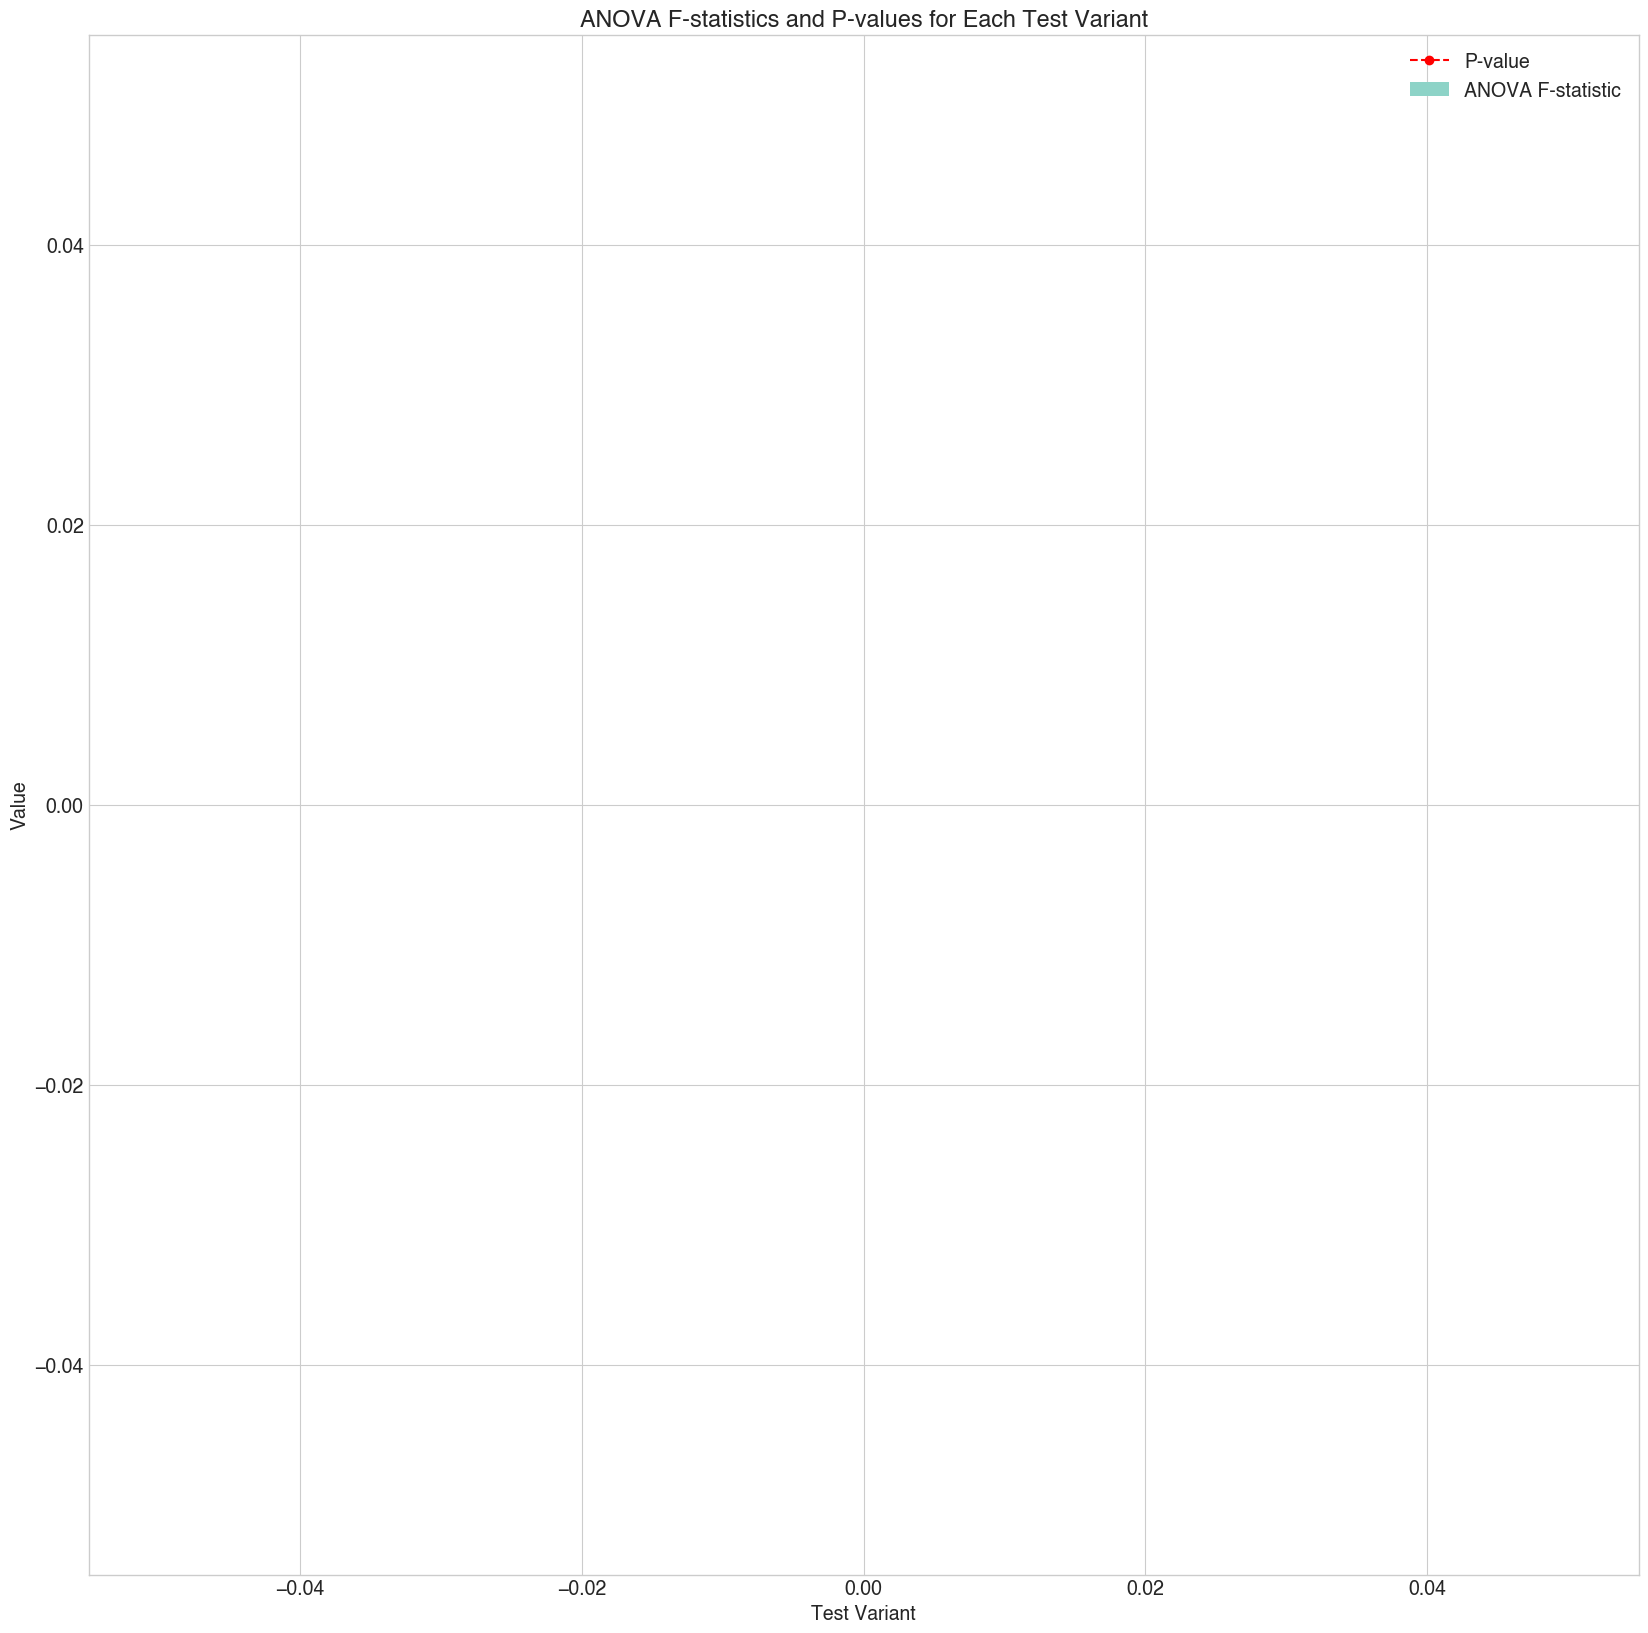 ANOVA F-statistics and P-values for Each Test Variant
P-value
ANOVA F-statistic
0.04
0.02
0.00
−0.02
−0.04
Value
−0.04
−0.02
0.00
0.02
0.04
Test Variant